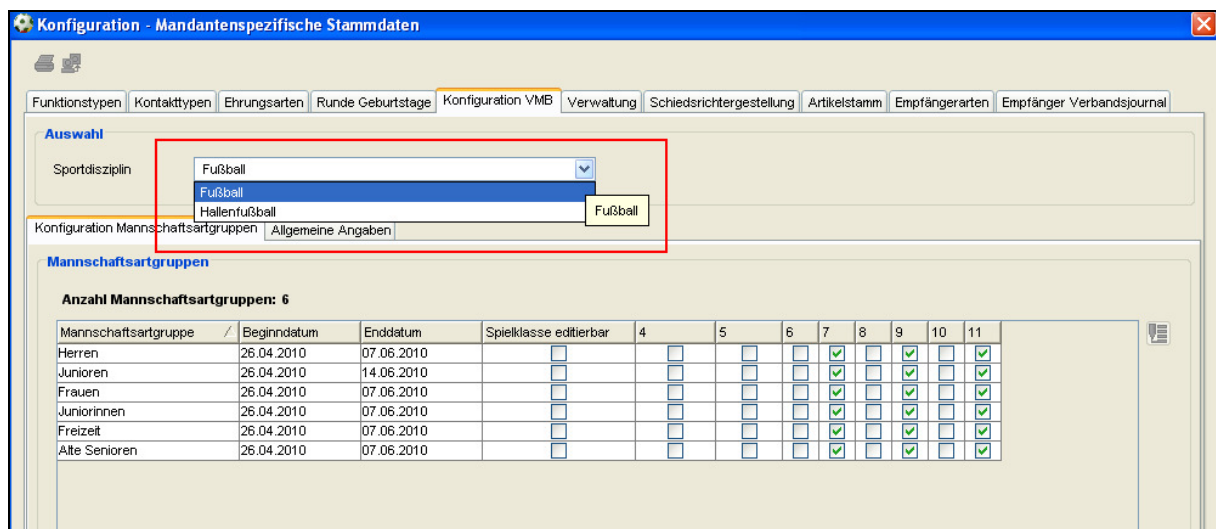 Konfiguration - Mandantenspezifische Stammdaten
Funktionstypen Kontakttypen Ehrungsarten Runde Geburtstage Konfiguration VMB Verwaltung Schiedsrichtergestellung Artikelstamm Empfängerarten Empfänger Verbandsjournal
Auswahl
Sportdisziplin Fußball
Fußball
Hallenfußball
Fußball
Konfiguration Mannschaftsartgruppen Allgemeine Angaben
Mannschaftsartgruppen
Anzahl Mannschaftsartgruppen: 6
Mannschaftsartgruppe Beginndatum Enddatum Spielklasse editierbar 4 5 6 7 8 9 10 11
Herren 26.04.2010 07.06.2010
Junioren 26.04.2010 14.06.2010
Frauen 26.04.2010 07.06.2010
Juniorinnen 26.04.2010 07.06.2010
Freizeit 26.04.2010 07.06.2010
Alte Senioren 26.04.2010 07.06.2010